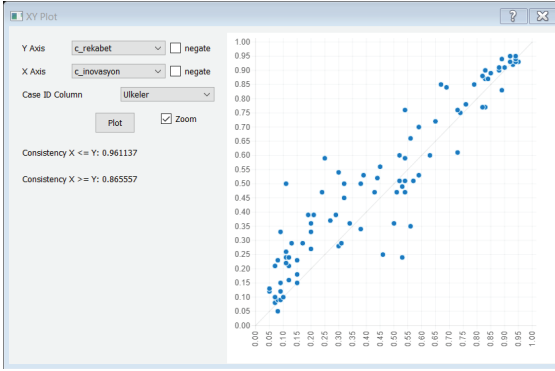 XY Plot
Y Axis c_rekabet negate
X Axis c_inovasyon negate
Case ID Column Ulkeler
Plot Zoom
Consistency X <= Y: 0.961137
Consistency X >= Y: 0.865557
1.00
0.95
0.90
0.85
0.80
0.75
0.70
0.65
0.60
0.55
0.50
0.45
0.40
0.35
0.30
0.25
0.20
0.15
0.10
0.05
0.00
0.00 0.05 0.10 0.15 0.20 0.25 0.30 0.35 0.40 0.45 0.50 0.55 0.60 0.65 0.70 0.75 0.80 0.85 0.90 0.95 1.00